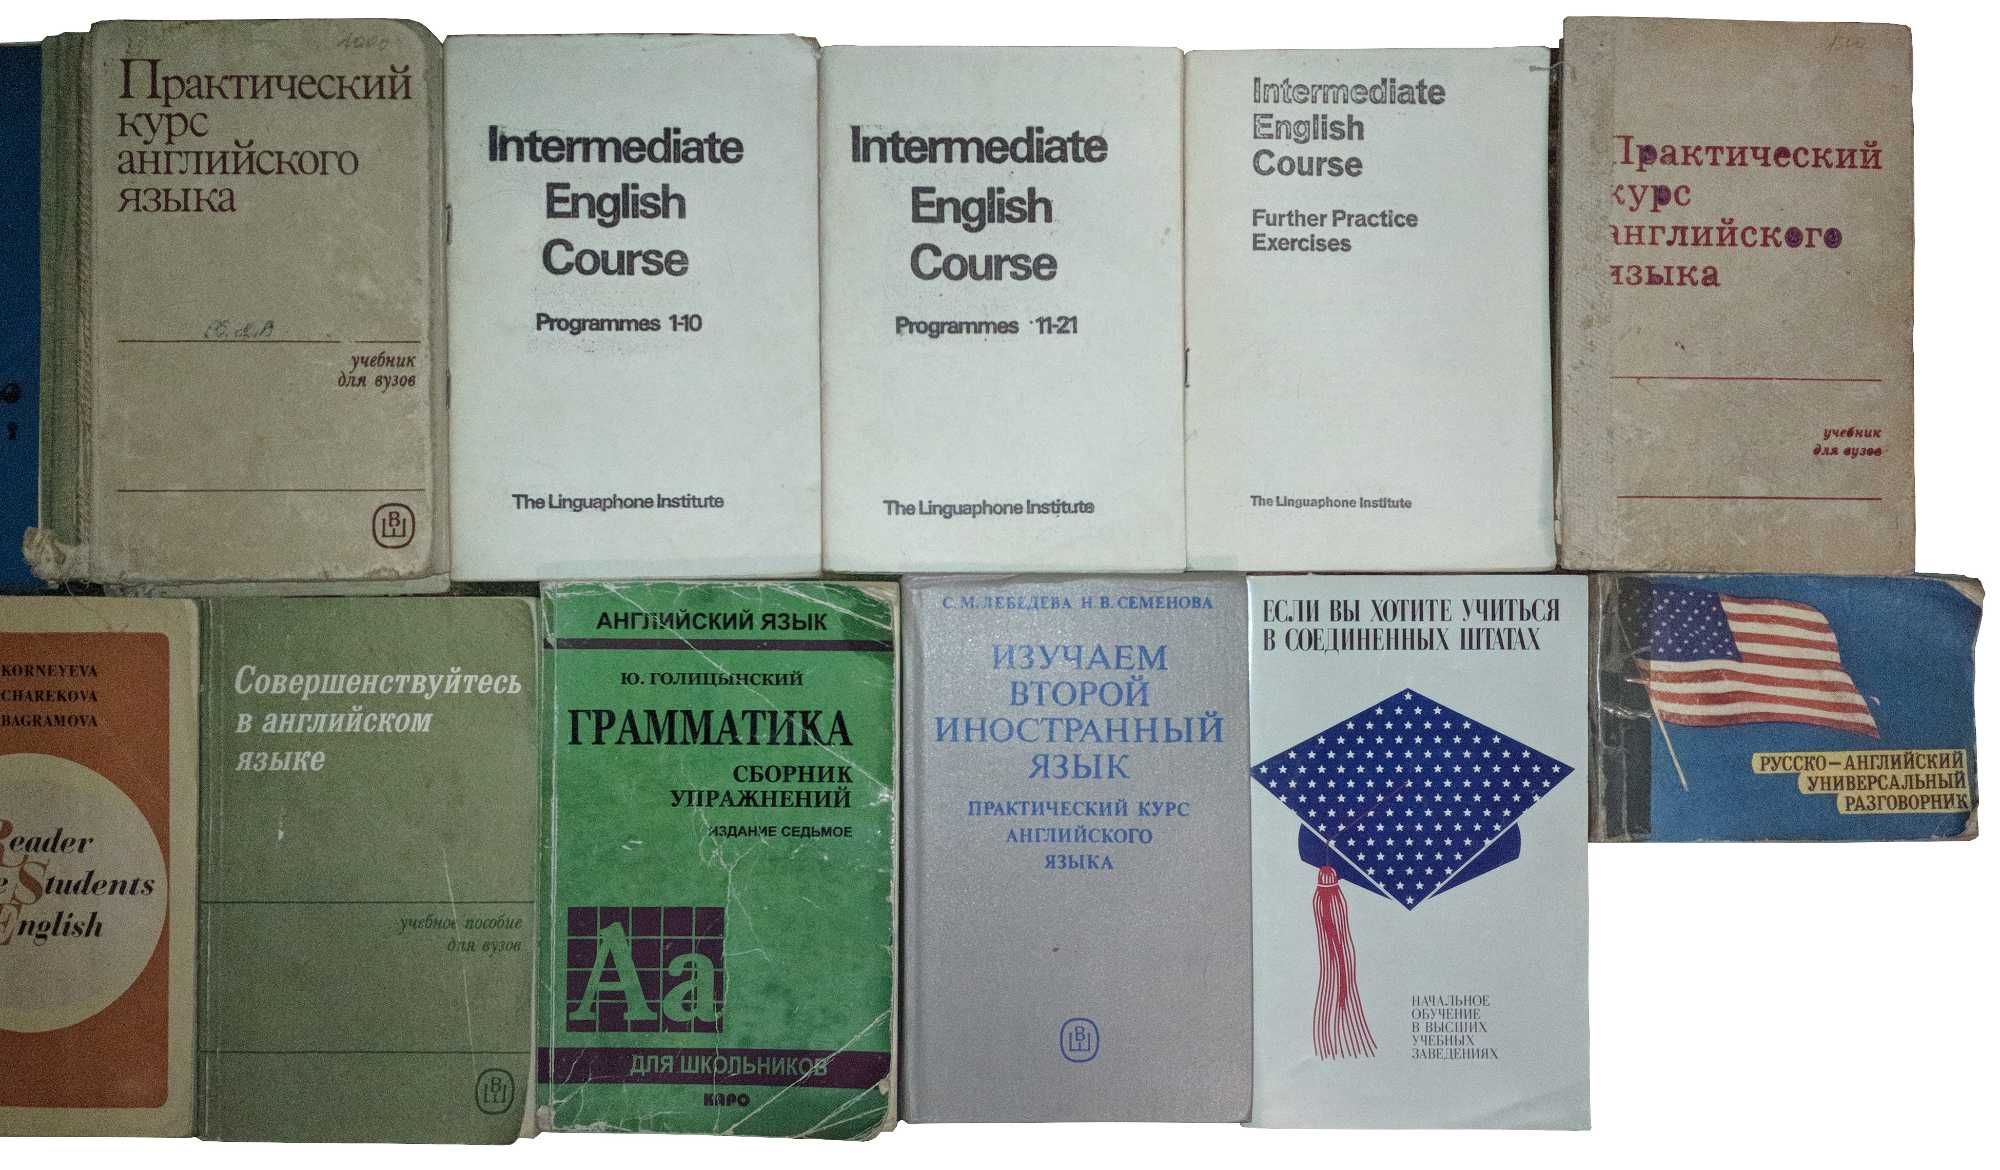 Практический
курс
английского
языка
учебник
для вузов
Intermediate
English
Course
Programmes 1-10
The Linguaphone Institute
Intermediate
English
Course
Programmes 11-21
The Linguaphone Institute
Intermediate
English
Course
Further Practice
Exercises
The Linguaphone Institute
1500
Практический
курс
английского
языка
учебник
для вузов
KORNEYEVA
CHAREKOVA
BAGRAMOVA
Reader
Students
English
Совершенствуйтесь
в английском
языке
учебное пособие
для вузов
АНГЛИЙСКИЙ ЯЗЫК
Ю. ГОЛИЦЫНСКИЙ
ГРАММАТИКА
СБОРНИК
УПРАЖНЕНИЙ
ИЗДАНИЕ СЕДЬМОЕ
Аа
ДЛЯ ШКОЛЬНИКОВ
КАРО
С. М. ЛЕБЕДЕВА Н. В. СЕМЕНОВА
ИЗУЧАЕМ
ВТОРОЙ
ИНОСТРАННЫЙ
ЯЗЫК
ПРАКТИЧЕСКИЙ КУРС
АНГЛИЙСКОГО
ЯЗЫКА
ЕСЛИ ВЫ ХОТИТЕ УЧИТЬСЯ
В СОЕДИНЕННЫХ ШТАТАХ
НАЧАЛЬНОЕ
ОБУЧЕНИЕ
В ВЫСШИХ
УЧЕБНЫХ
ЗАВЕДЕНИЯХ
РУССКО-АНГЛИЙСКИЙ
УНИВЕРСАЛЬНЫЙ
РАЗГОВОРНИК